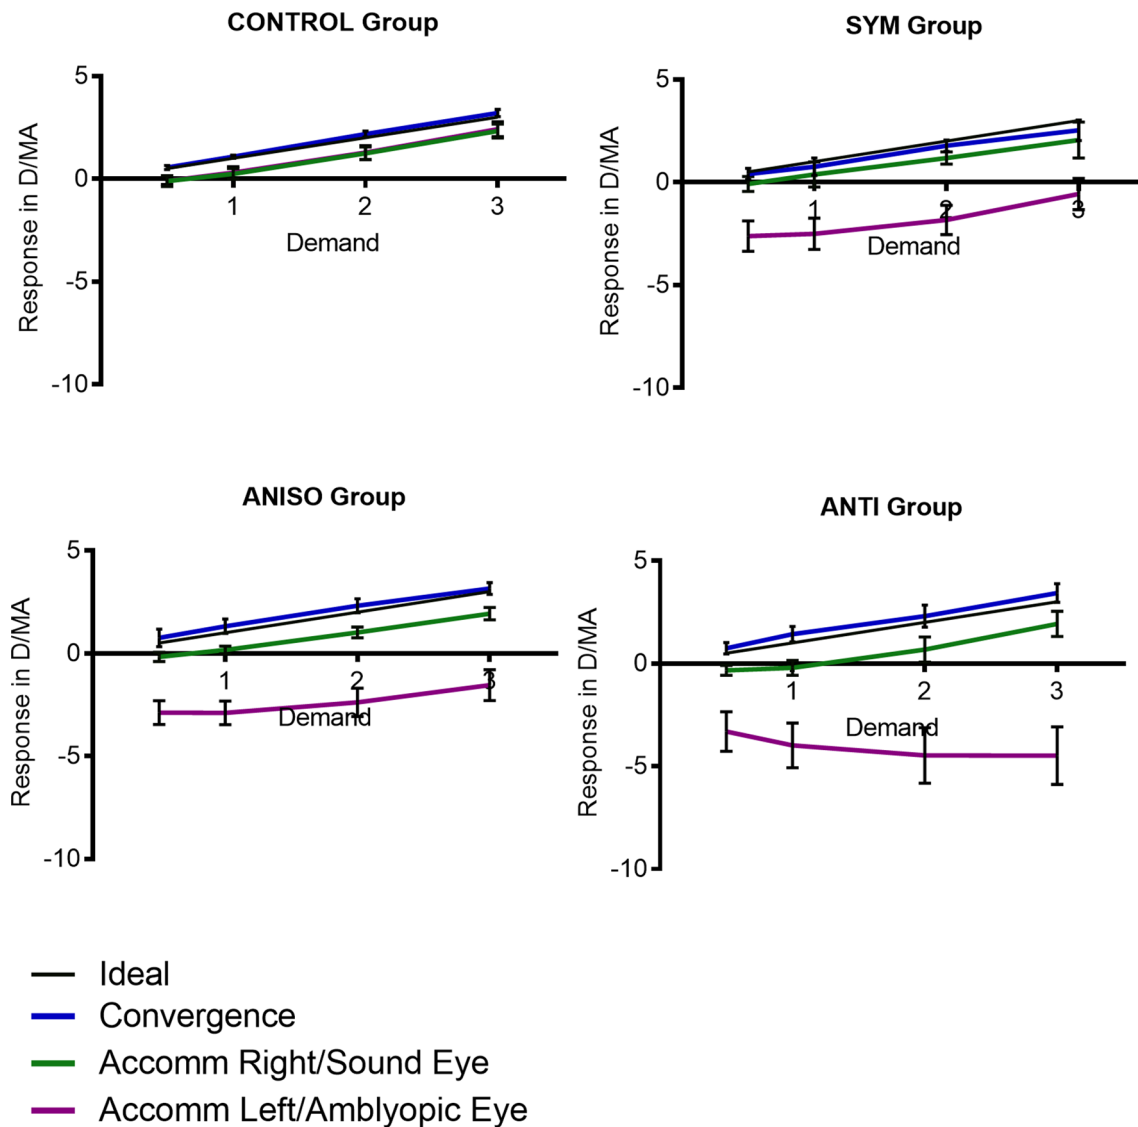 CONTROL Group
5
0
-5
-10
1
2
3
Demand
Response in D/MA
SYM Group
5
0
-5
-10
1
2
3
Demand
Response in D/MA
ANISO Group
5
0
-5
-10
1
2
3
Demand
Response in D/MA
ANTI Group
5
0
-5
-10
1
2
3
Demand
Response in D/MA
Ideal
Convergence
Accomm Right/Sound Eye
Accomm Left/Amblyopic Eye